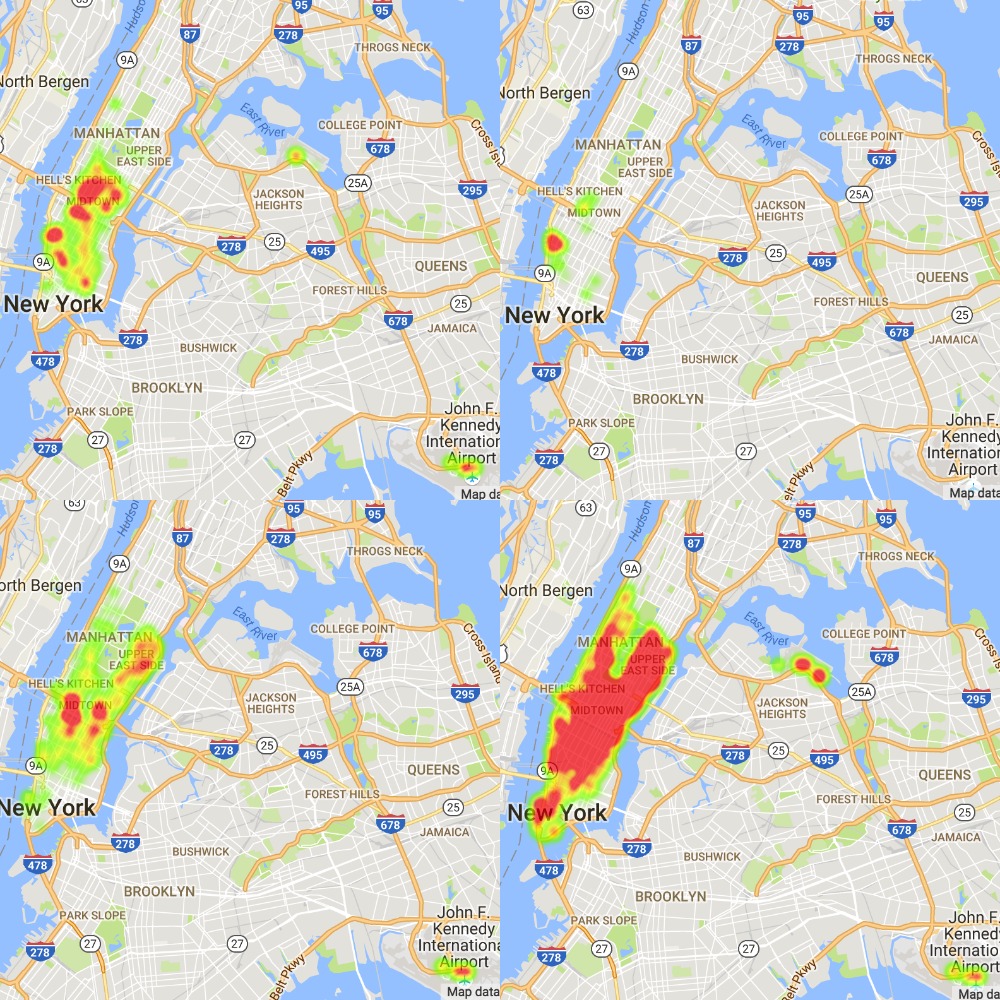 63
Hudson
95
95
87
278
THROGS NECK
9A
North Bergen
East River
COLLEGE POINT
MANHATTAN
678
UPPER
EAST SIDE
Cross Isl
HELL'S KITCHEN
25A
295
MIDTOWN
JACKSON
HEIGHTS
278
25
495
9A
QUEENS
New York
FOREST HILLS
25
678
JAMAICA
278
BUSHWICK
478
BROOKLYN
PARK SLOPE
John F.
Kennedy
Internation
Airport
27
27
278
Belt Pkwy
Map data
63
Hudson
95
95
87
278
THROGS NECK
9A
North Bergen
East River
COLLEGE POINT
MANHATTAN
678
UPPER
EAST SIDE
Cross Isl
HELL'S KITCHEN
25A
295
MIDTOWN
JACKSON
HEIGHTS
278
25
495
9A
QUEENS
New York
FOREST HILLS
25
678
JAMAICA
278
BUSHWICK
478
BROOKLYN
PARK SLOPE
John F.
Kennedy
Internation
Airport
27
27
278
elt Pkwy
Map data
63
Hudson
95
95
87
278
THROGS NECK
9A
orth Bergen
East River
COLLEGE POINT
MANHATTAN
678
UPPER
EAST SIDE
Cross Island
HELL'S KITCHEN
25A
295
MIDTOWN
JACKSON
HEIGHTS
278
25
495
9A
QUEENS
New York
FOREST HILLS
25
678
JAMAICA
278
BUSHWICK
478
BROOKLYN
PARK SLOPE
John F.
Kennedy
Internationa
Airport
27
27
278
Belt Pkwy
Map data
63
Hudson
95
95
87
278
THROGS NECK
9A
North Bergen
East River
COLLEGE POINT
MANHATTAN
678
UPPER
EAST SIDE
HELL'S KITCHEN
25A
295
MIDTOWN
JACKSON
HEIGHTS
278
25
495
9A
QUEENS
New York
FOREST HILLS
25
678
JAMAICA
278
BUSHWICK
478
BROOKLYN
PARK SLOPE
John F.
Kennedy
Internatio
Airport
27
27
278
Belt Pkwy
Map data